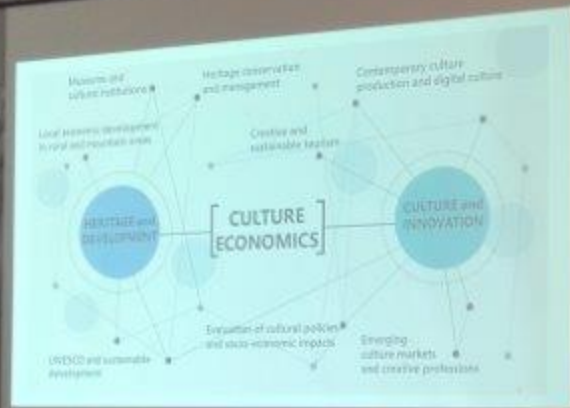 Museums and
cultural institutions
Heritage conservation
and management
Contemporary culture
production and digital culture
Local economic development
in rural and mountain areas
Creative and
sustainable tourism
HERITAGE and
DEVELOPMENT
CULTURE
ECONOMICS
CULTURE and
INNOVATION
Evaluation of cultural policies
and socio-economic impacts
Emerging
culture markets
and creative professions
UNESCO and sustainable
development